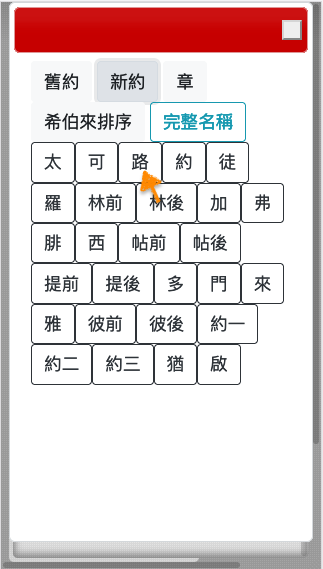 舊約 新約 章
希伯來排序 完整名稱
太 可 路 約 徒
羅 林前 林後 加 弗
腓 西 帖前 帖後
提前 提後 多 門 來
雅 彼前 彼後 約一
約二 約三 猶 啟